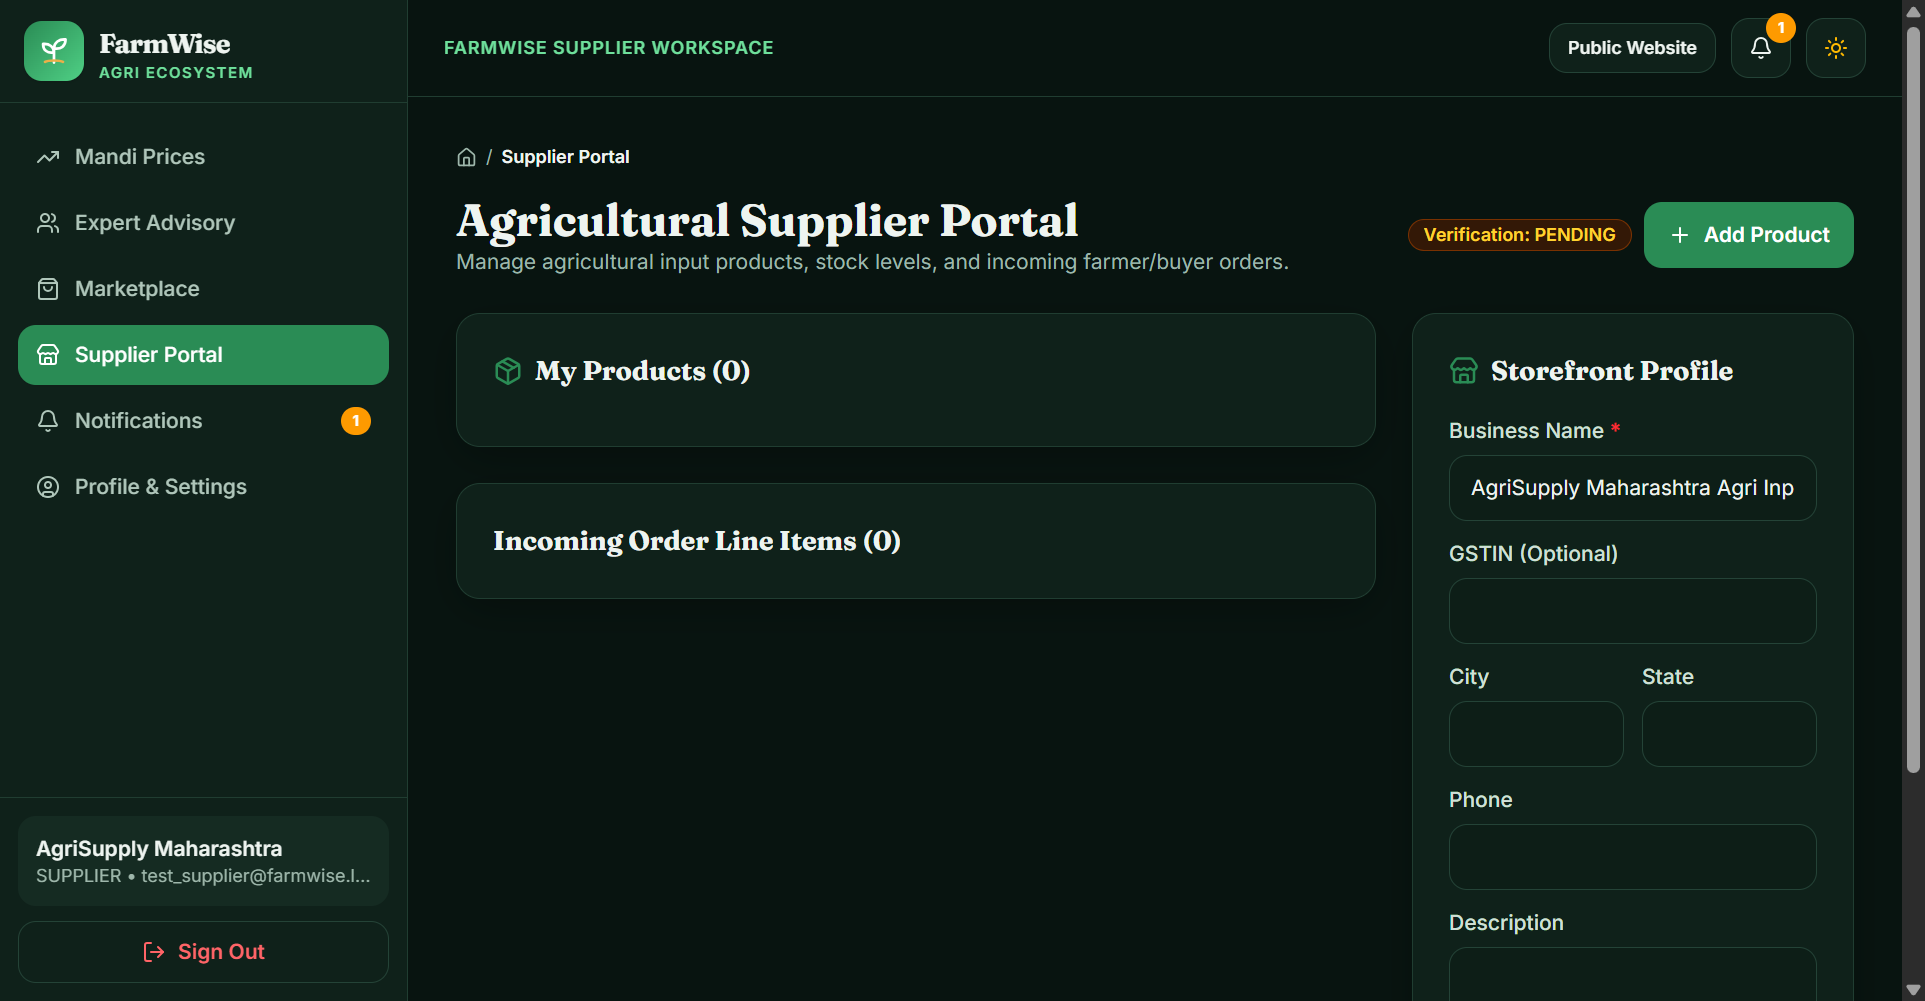 FarmWise
AGRI ECOSYSTEM
Mandi Prices
Expert Advisory
Marketplace
Supplier Portal
Notifications
1
Profile & Settings
AgriSupply Maharashtra
SUPPLIER • test_supplier@farmwise.l...
Sign Out
FARMWISE SUPPLIER WORKSPACE
Public Website
1
/ Supplier Portal
Agricultural Supplier Portal
Manage agricultural input products, stock levels, and incoming farmer/buyer orders.
Verification: PENDING
+ Add Product
My Products (0)
Incoming Order Line Items (0)
Storefront Profile
Business Name *
AgriSupply Maharashtra Agri Inp
GSTIN (Optional)
City
State
Phone
Description